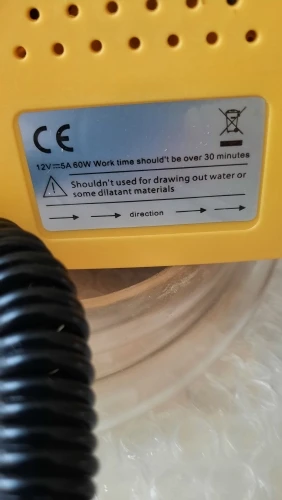 CE
12V⎓5A 60W Work time should't be over 30 minutes
Shouldn't used for drawing out water or
some dilatant materials
direction